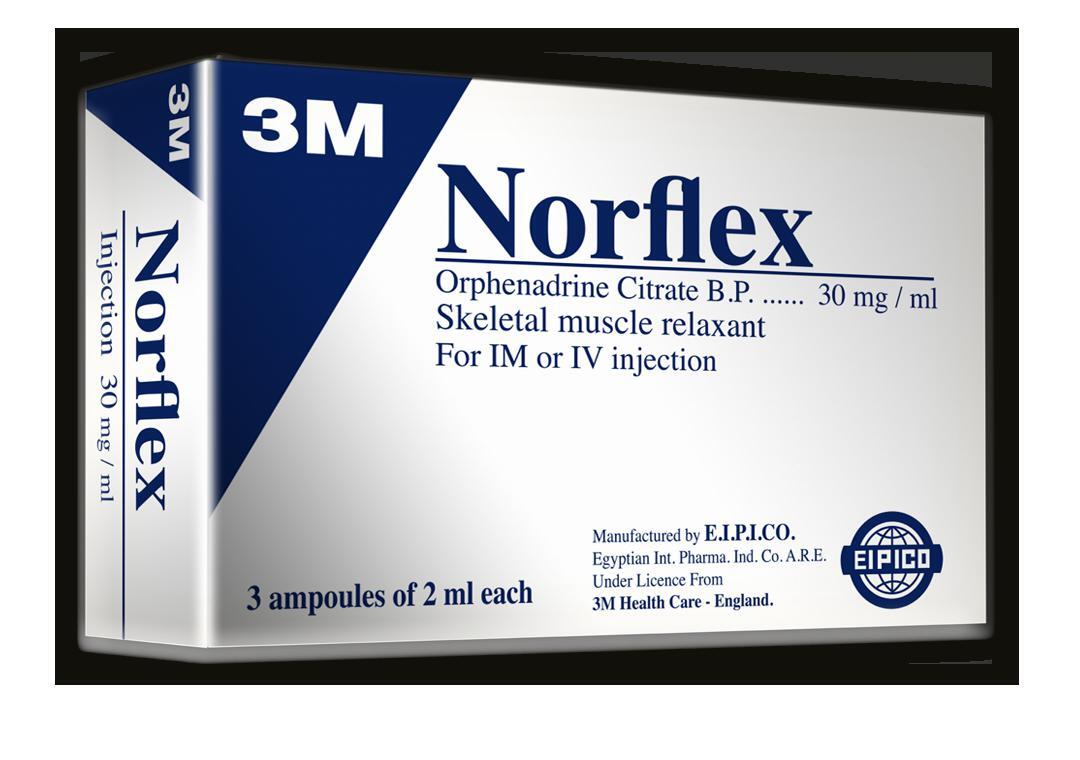 3M
Norflex
Injection 30 mg / ml
3M
Norflex
Orphenadrine Citrate B.P. ...... 30 mg / ml
Skeletal muscle relaxant
For IM or IV injection
3 ampoules of 2 ml each
Manufactured by E.I.P.I.CO.
Egyptian Int. Pharma. Ind. Co. A.R.E.
Under Licence From
3M Health Care - England.
EIPICO